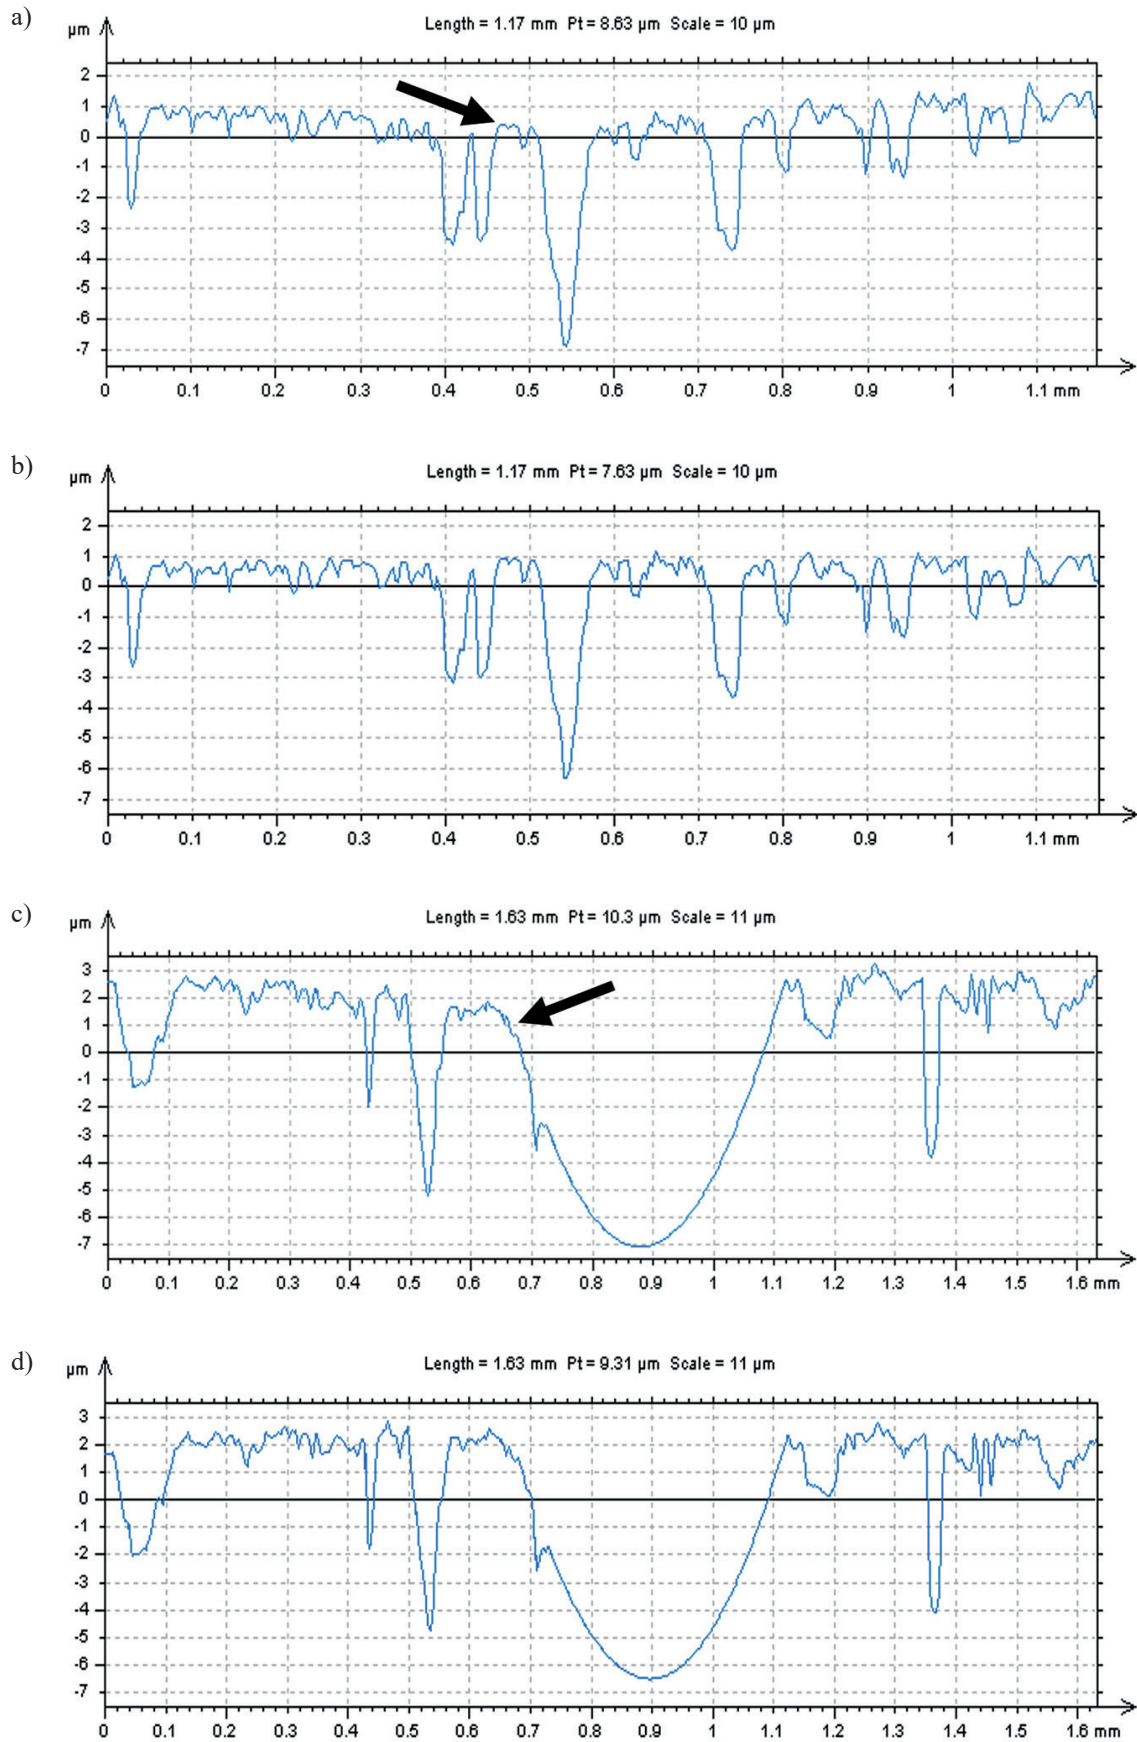 a)
Length = 1.17 mm Pt = 8.63 µm Scale = 10 µm
µm
2
1
0
-1
-2
-3
-4
-5
-6
-7
0 0.1 0.2 0.3 0.4 0.5 0.6 0.7 0.8 0.9 1 1.1 mm
b)
Length = 1.17 mm Pt = 7.63 µm Scale = 10 µm
µm
2
1
0
-1
-2
-3
-4
-5
-6
-7
0 0.1 0.2 0.3 0.4 0.5 0.6 0.7 0.8 0.9 1 1.1 mm
c)
Length = 1.63 mm Pt = 10.3 µm Scale = 11 µm
µm
3
2
1
0
-1
-2
-3
-4
-5
-6
-7
0 0.1 0.2 0.3 0.4 0.5 0.6 0.7 0.8 0.9 1 1.1 1.2 1.3 1.4 1.5 1.6 mm
d)
Length = 1.63 mm Pt = 9.31 µm Scale = 11 µm
µm
3
2
1
0
-1
-2
-3
-4
-5
-6
-7
0 0.1 0.2 0.3 0.4 0.5 0.6 0.7 0.8 0.9 1 1.1 1.2 1.3 1.4 1.5 1.6 mm